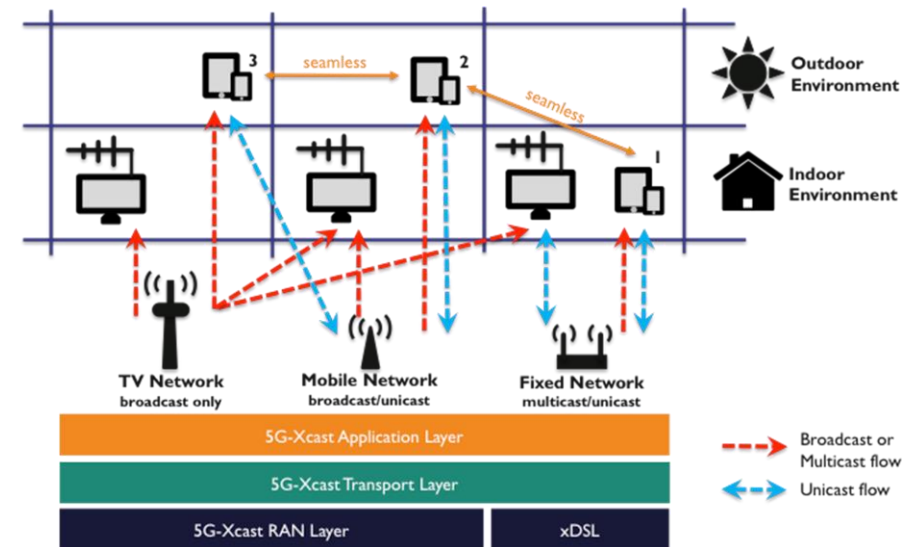 3
seamless
2
Outdoor
Environment
seamless
1
Indoor
Environment
TV Network
broadcast only
Mobile Network
broadcast/unicast
Fixed Network
multicast/unicast
5G-Xcast Application Layer
Broadcast or
Multicast flow
5G-Xcast Transport Layer
Unicast flow
5G-Xcast RAN Layer
xDSL